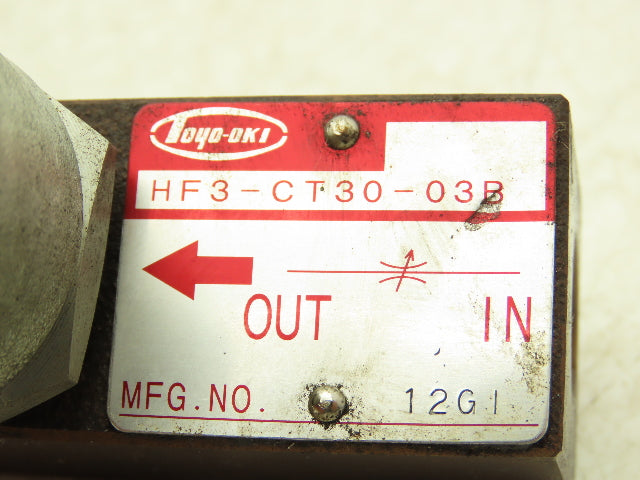 TOYO-OKI
HF3-CT30-03B
OUT IN
MFG.NO. 12G1